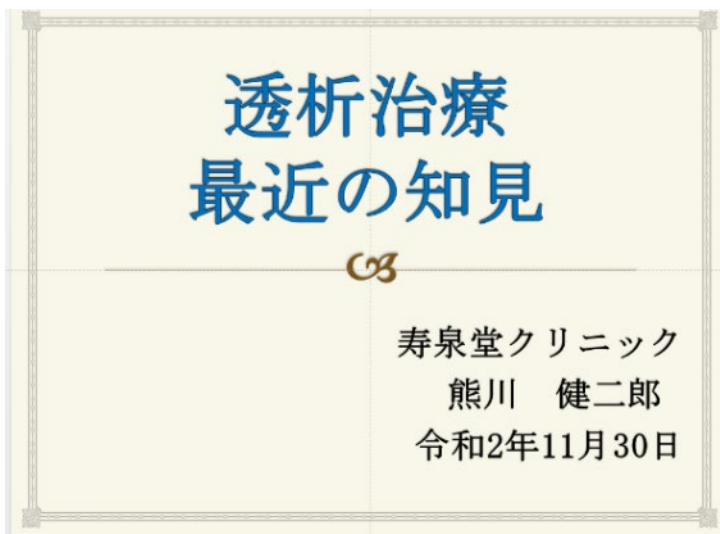 透析治療
最近の知見
寿泉堂クリニック
熊川　健二郎
令和2年11月30日